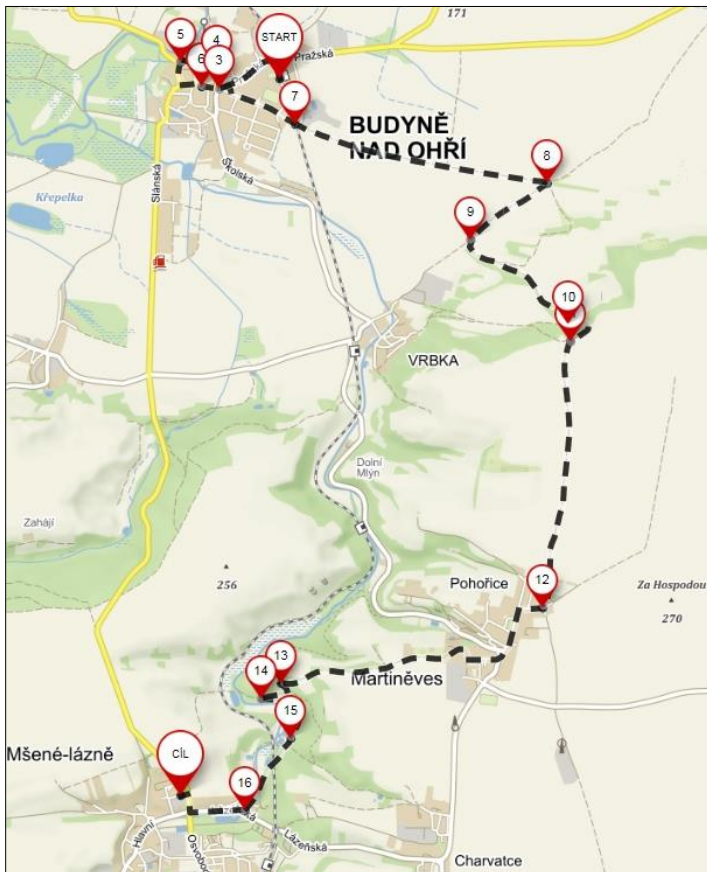 171
5
4
START
Pražská
6
3
7
BUDYNĚ
NAD OHŘÍ
8
Školská
Křepelka
Slánská
9
10
VRBKA
Dolní
Mlýn
Zahájí
256
Pohořice
12
Za Hospodou
270
13
14
Martiněves
15
CÍL
Mšené-lázně
16
Hlavní
Lázeňská
Charvatce